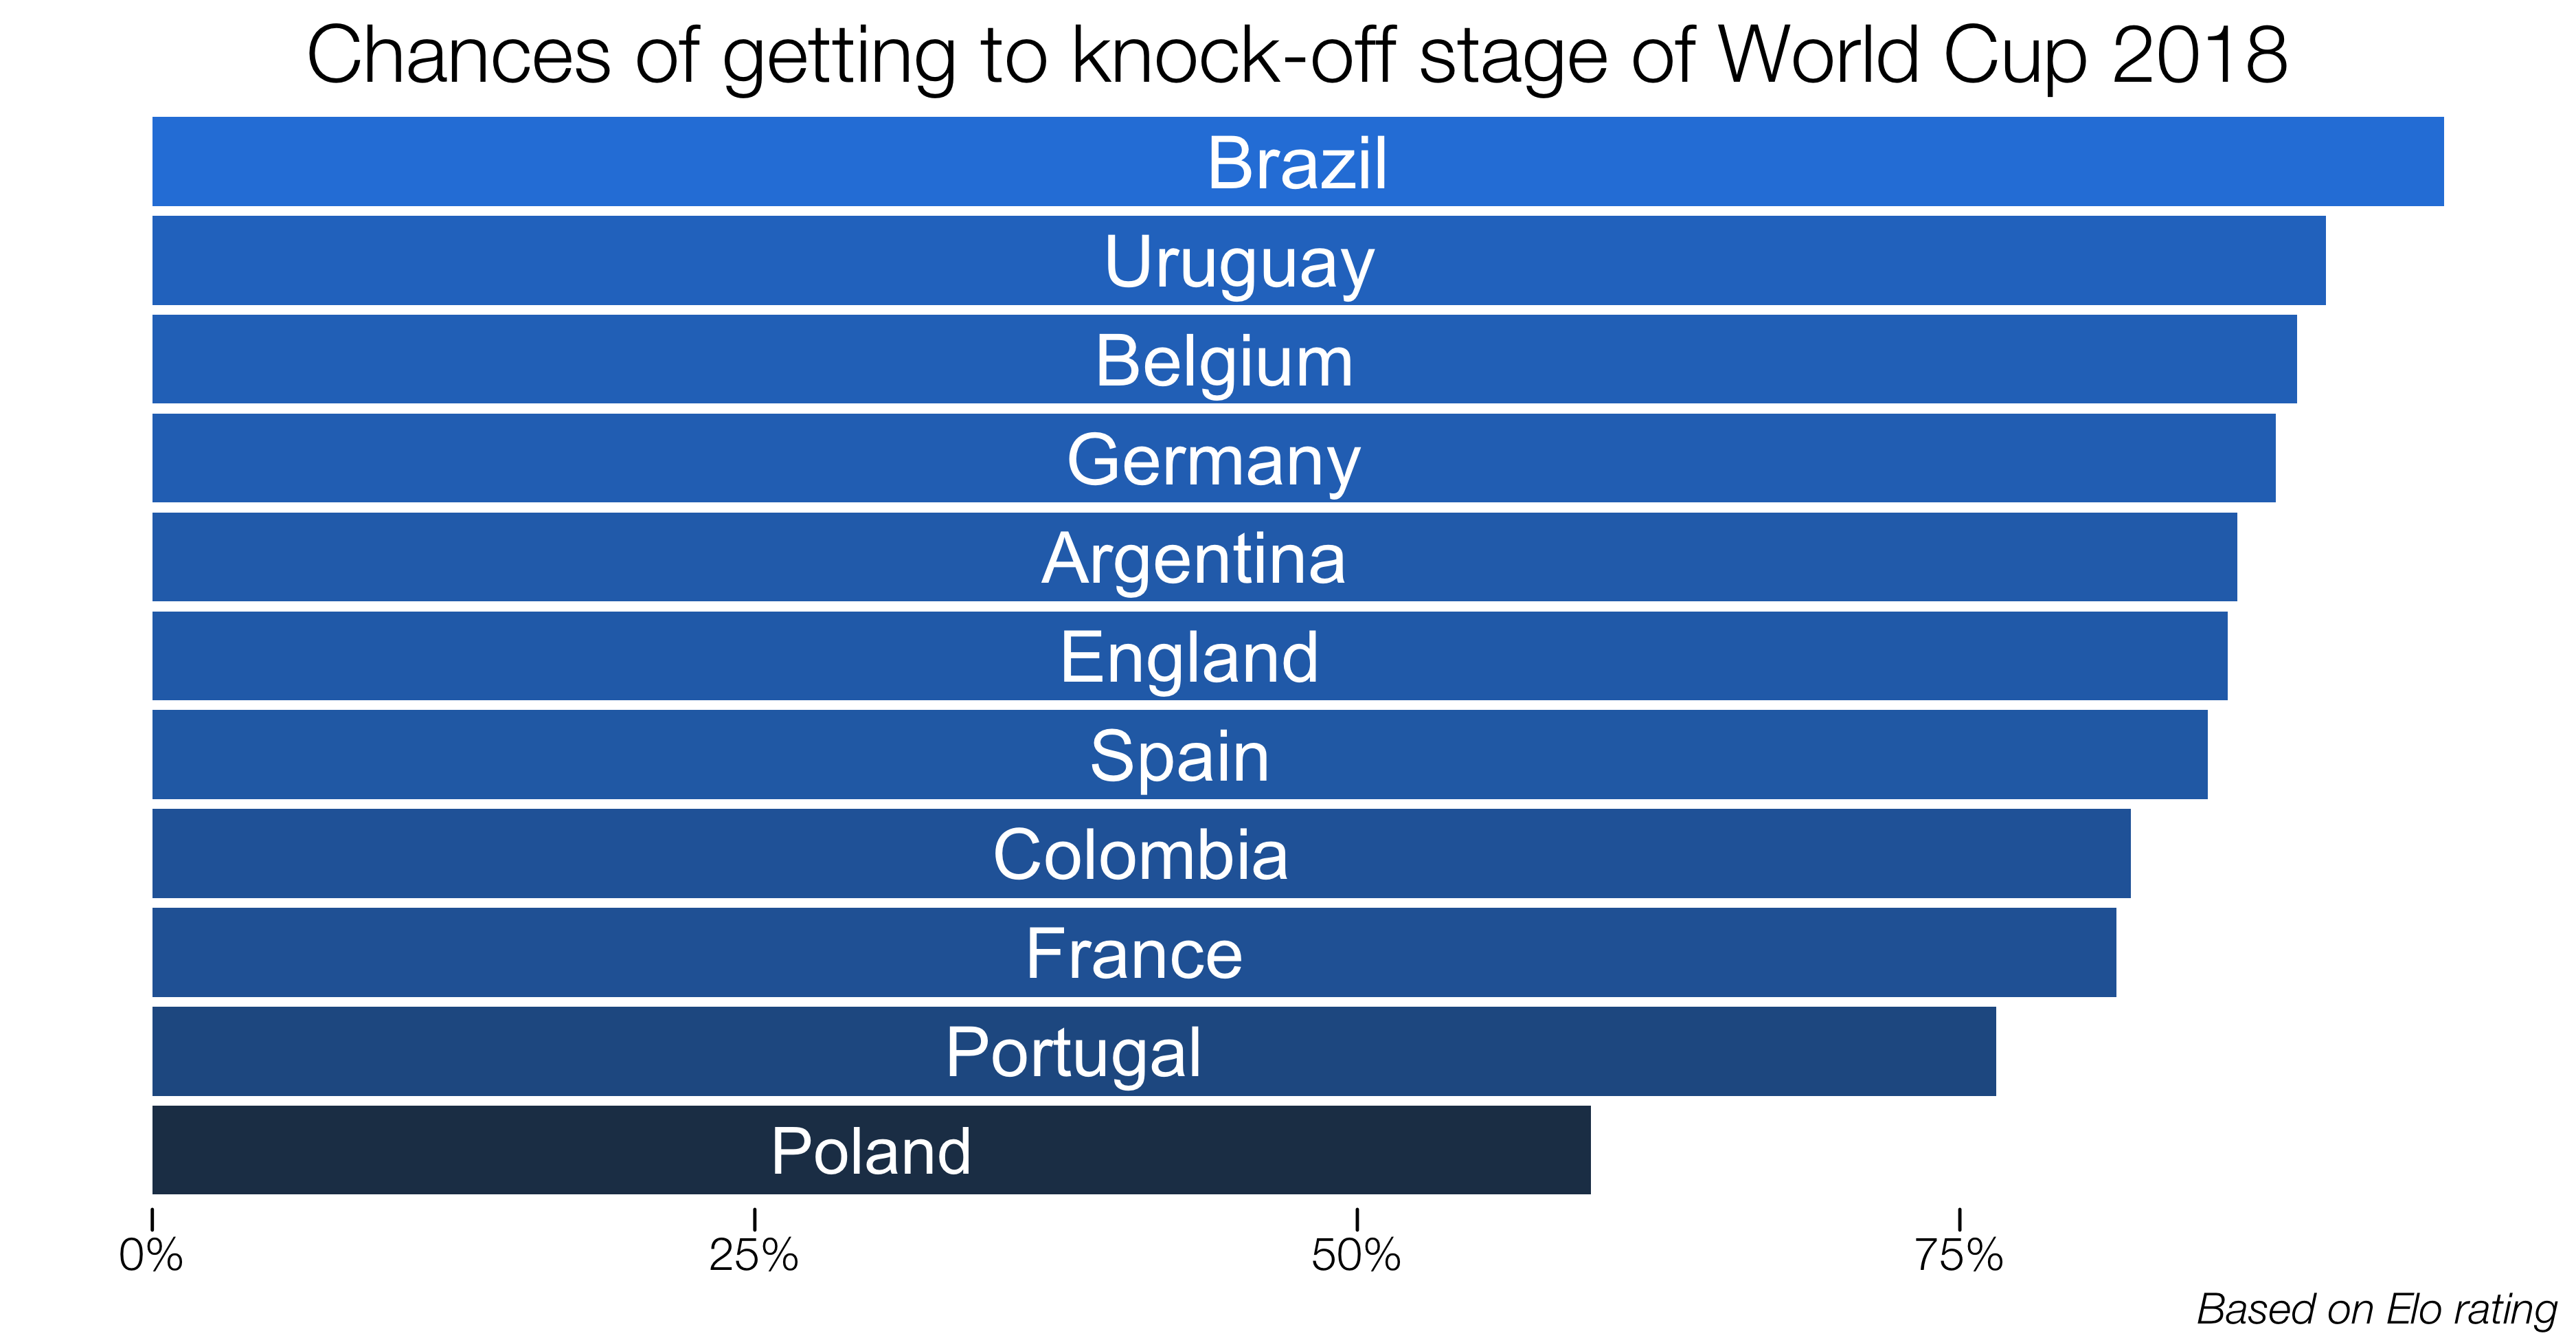 Chances of getting to knock-off stage of World Cup 2018
Brazil
Uruguay
Belgium
Germany
Argentina
England
Spain
Colombia
France
Portugal
Poland
0% 25% 50% 75%
Based on Elo rating